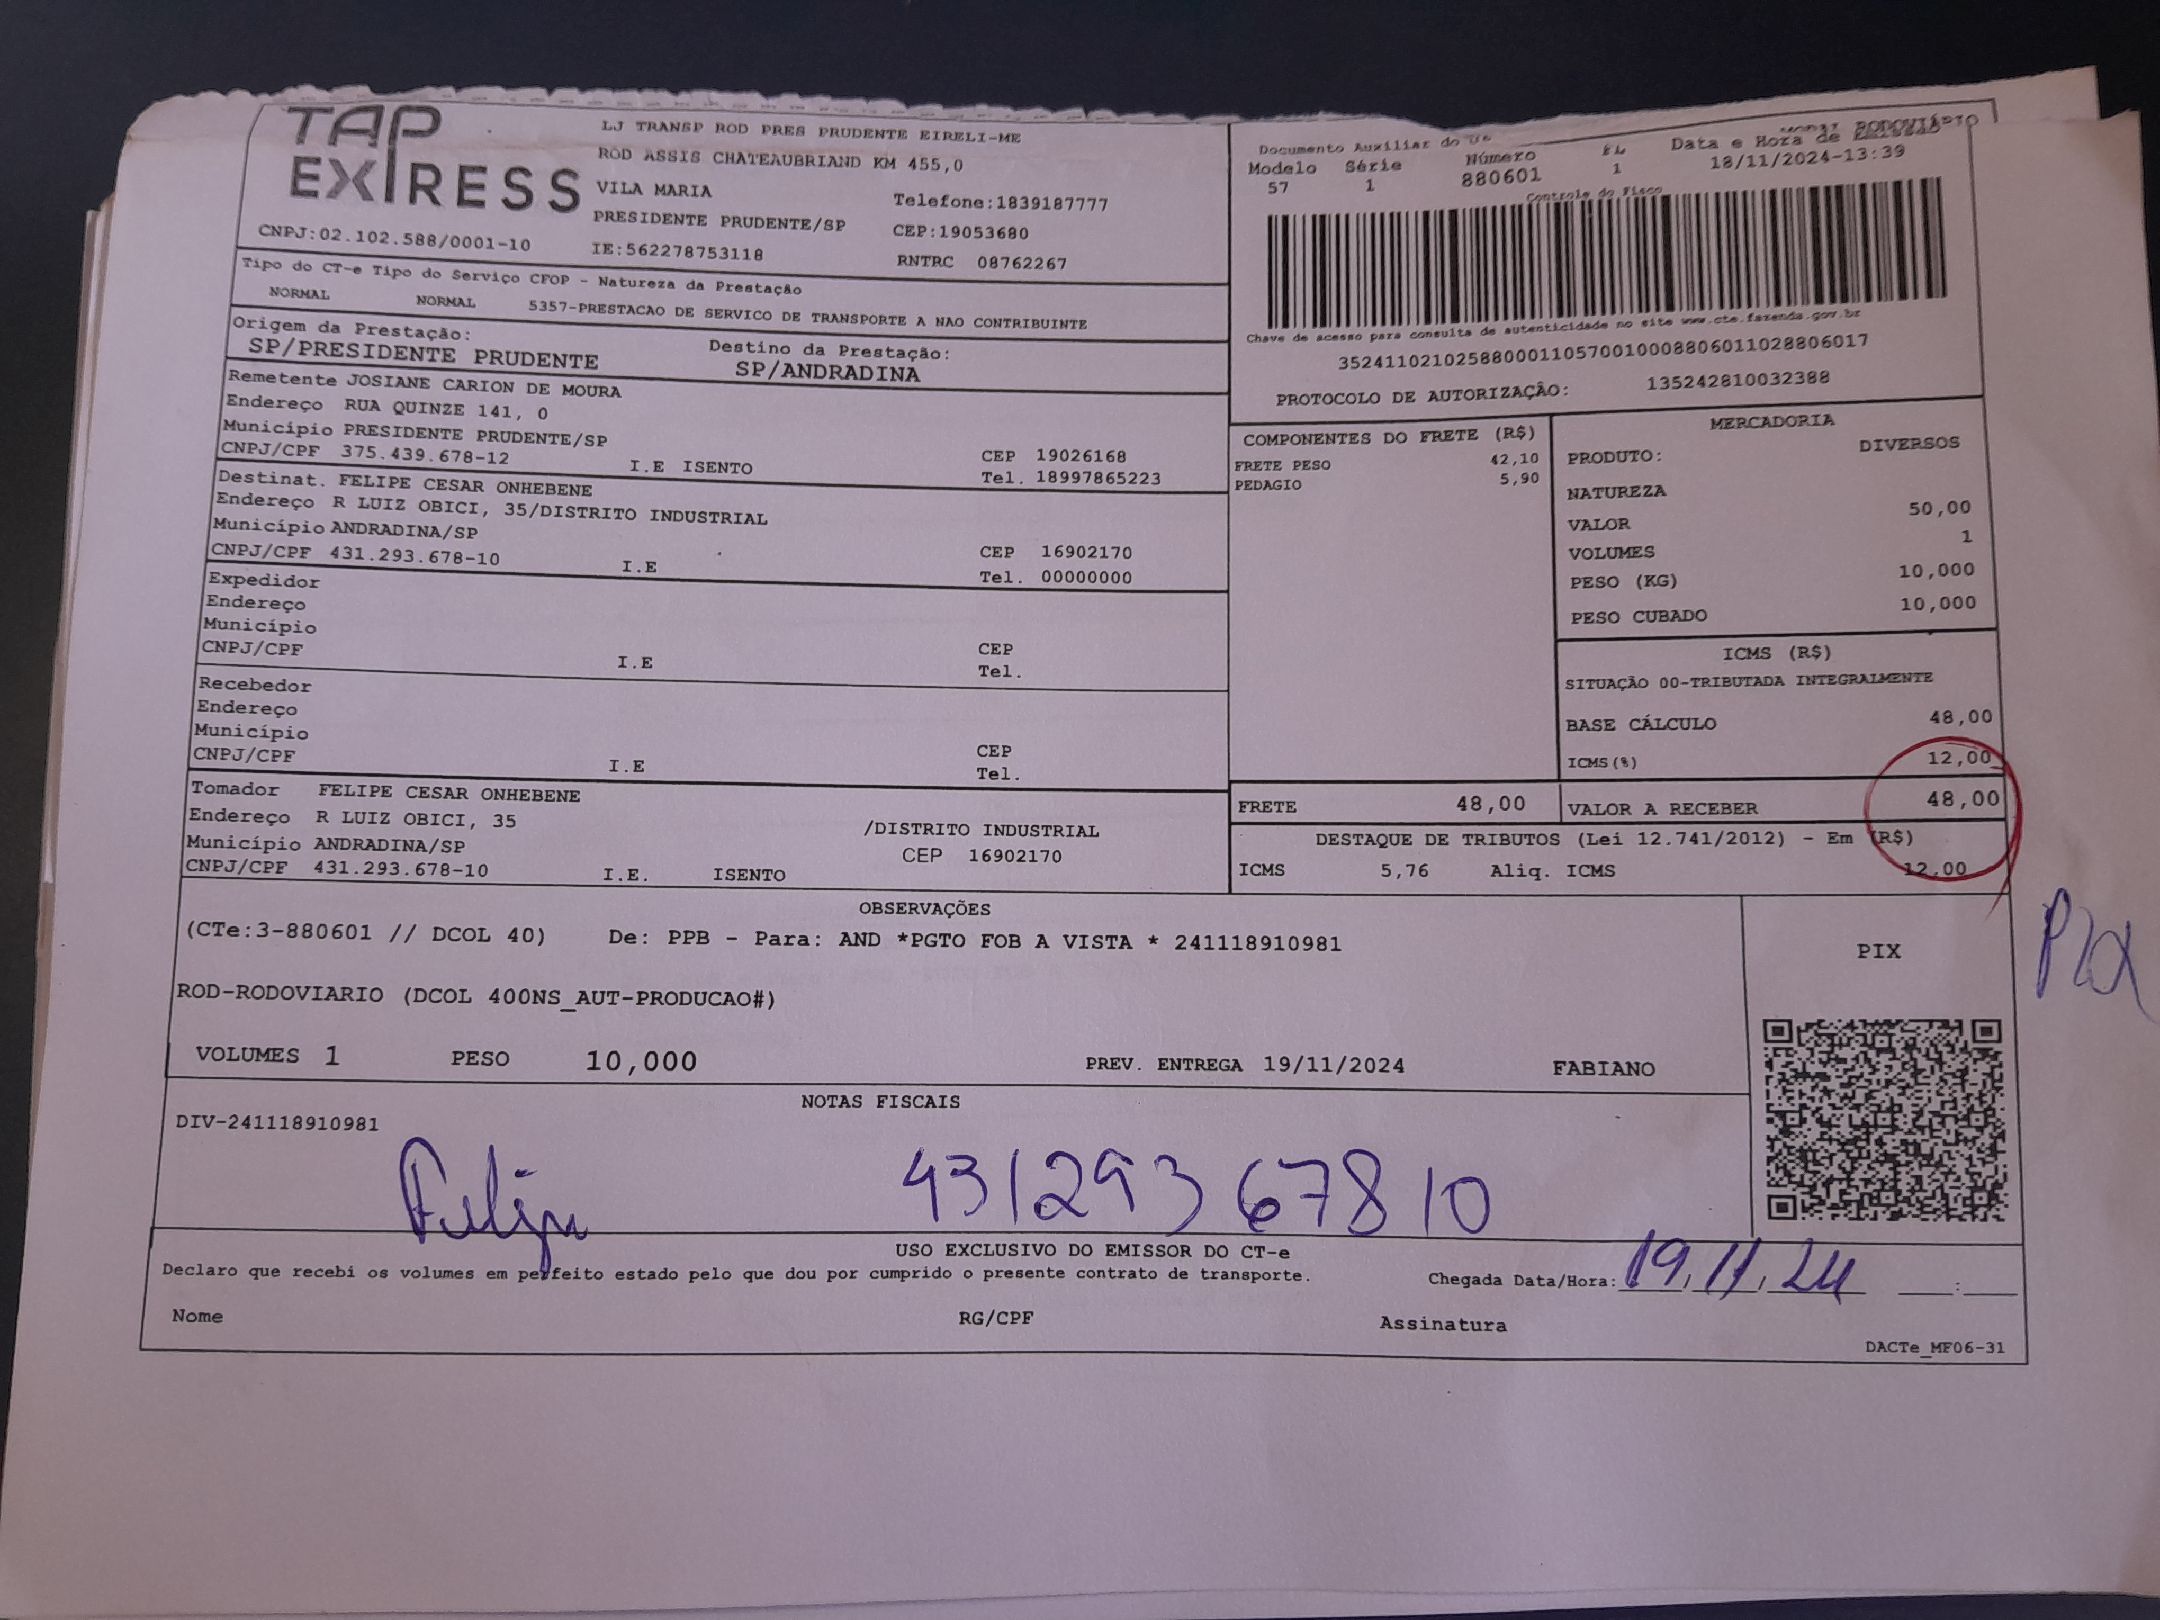 TAP
EXPRESS
CNPJ:02.102.588/0001-10
LJ TRANSP ROD PRES PRUDENTE EIRELI-ME
ROD ASSIS CHATEAUBRIAND KM 455,0
VILA MARIA Telefone:1839187777
PRESIDENTE PRUDENTE/SP CEP:19053680
IE:562278753118 RNTRC 08762267
Tipo do CT-e Tipo do Serviço CFOP - Natureza da Prestação
NORMAL NORMAL 5357-PRESTACAO DE SERVICO DE TRANSPORTE A NAO CONTRIBUINTE
Origem da Prestação: Destino da Prestação:
SP/PRESIDENTE PRUDENTE SP/ANDRADINA
Remetente JOSIANE CARION DE MOURA
Endereço RUA QUINZE 141, 0
Município PRESIDENTE PRUDENTE/SP CEP 19026168
CNPJ/CPF 375.439.678-12 I.E ISENTO Tel. 18997865223
Destinat. FELIPE CESAR ONHEBENE
Endereço R LUIZ OBICI, 35/DISTRITO INDUSTRIAL
Município ANDRADINA/SP CEP 16902170
CNPJ/CPF 431.293.678-10 I.E Tel. 00000000
Expedidor
Endereço
Município CEP
CNPJ/CPF I.E Tel.
Recebedor
Endereço
Município CEP
CNPJ/CPF I.E Tel.
Tomador FELIPE CESAR ONHEBENE
Endereço R LUIZ OBICI, 35 /DISTRITO INDUSTRIAL
Município ANDRADINA/SP CEP 16902170
CNPJ/CPF 431.293.678-10 I.E. ISENTO
RODOVIÁRIO
Documento Auxiliar do
Modelo Série Número FL Data e Hora de Emissão
57 1 880601 1 18/11/2024-13:39
Controle do Fisco
Chave de acesso para consulta de autenticidade no site www.cte.fazenda.gov.br
35241102102588000110570010008806011028806017
PROTOCOLO DE AUTORIZAÇÃO: 135242810032388
COMPONENTES DO FRETE (R$)
FRETE PESO 42,10
PEDAGIO 5,90
MERCADORIA
PRODUTO: DIVERSOS
NATUREZA
VALOR 50,00
VOLUMES 1
PESO (KG) 10,000
PESO CUBADO 10,000
ICMS (R$)
SITUAÇÃO 00-TRIBUTADA INTEGRALMENTE
BASE CÁLCULO 48,00
ICMS(%) 12,00
FRETE 48,00 VALOR A RECEBER 48,00
DESTAQUE DE TRIBUTOS (Lei 12.741/2012) - Em (R$)
ICMS 5,76 Aliq. ICMS 12,00
OBSERVAÇÕES
(CTe:3-880601 // DCOL 40) De: PPB - Para: AND *PGTO FOB A VISTA * 241118910981
ROD-RODOVIARIO (DCOL 400NS_AUT-PRODUCAO#)
VOLUMES 1 PESO 10,000 PREV. ENTREGA 19/11/2024 FABIANO
PIX
PIX
NOTAS FISCAIS
DIV-241118910981
Felipe 43129367810
USO EXCLUSIVO DO EMISSOR DO CT-e
Declaro que recebi os volumes em perfeito estado pelo que dou por cumprido o presente contrato de transporte. Chegada Data/Hora: 19/11/24 :
Nome RG/CPF Assinatura
DACTe_MF06-31